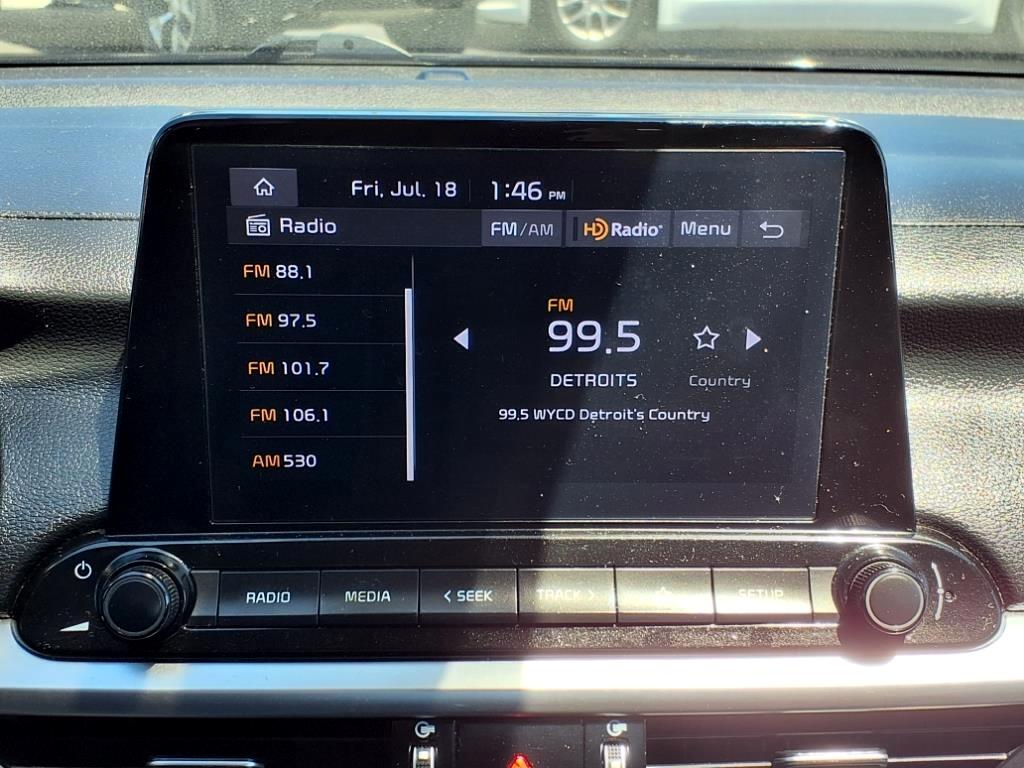 Fri, Jul. 18 1:46 PM
Radio FM/AM HD Radio Menu
FM 88.1
FM 97.5
FM 101.7
FM 106.1
AM 530
FM
99.5
DETROITS Country
99.5 WYCD Detroit's Country
RADIO MEDIA < SEEK TRACK > SETUP